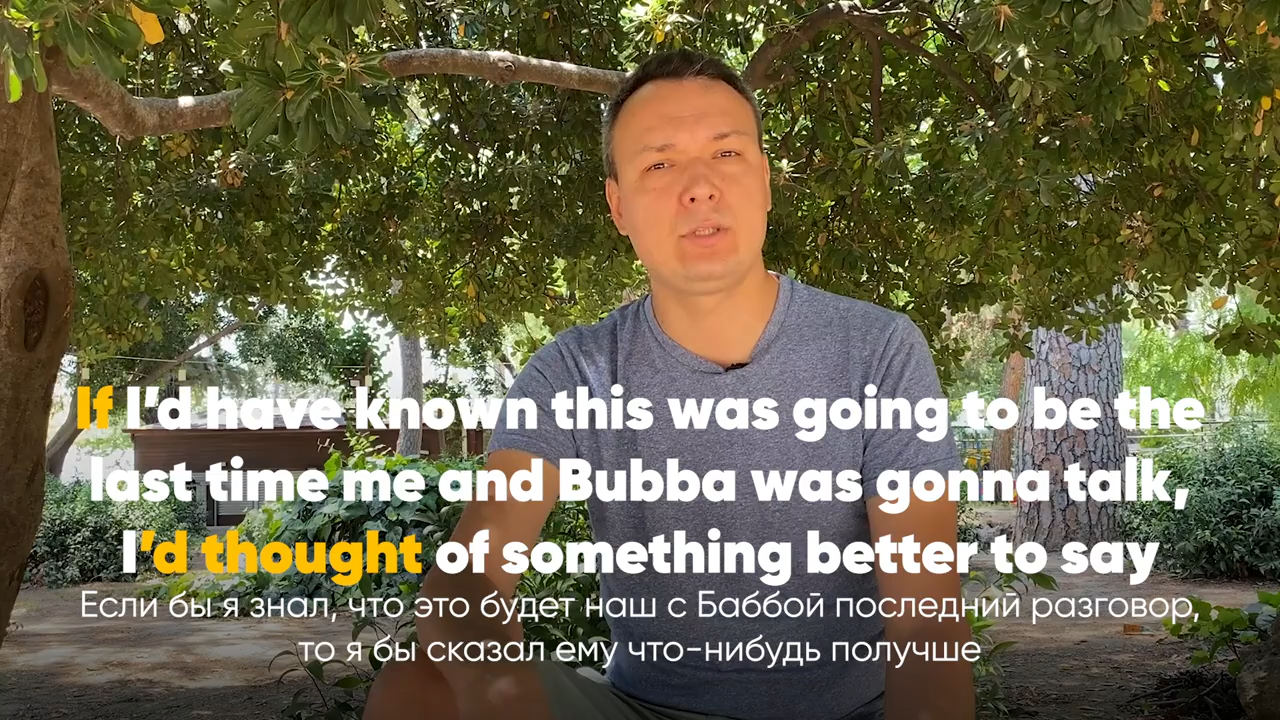 If I’d have known this was going to be the
last time me and Bubba was gonna talk,
I’d thought of something better to say
Если бы я знал, что это будет наш с Баббой последний разговор,
то я бы сказал ему что-нибудь получше